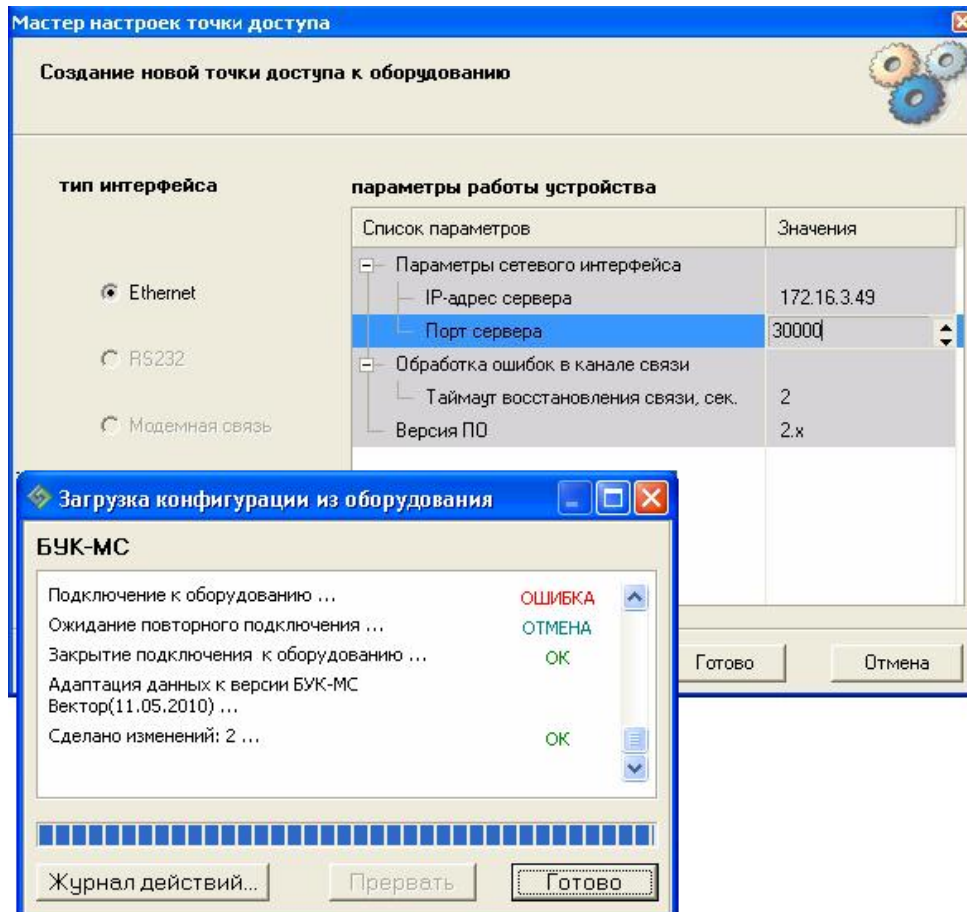 Мастер настроек точки доступа
Создание новой точки доступа к оборудованию
тип интерфейса
Ethernet
RS232
Модемная связь
параметры работы устройства
Список параметров Значения
Параметры сетевого интерфейса
IP-адрес сервера 172.16.3.49
Порт сервера 30000
Обработка ошибок в канале связи
Таймаут восстановления связи, сек. 2
Версия ПО 2.x
Готово Отмена
Загрузка конфигурации из оборудования
БУК-МС
Подключение к оборудованию ... ОШИБКА
Ожидание повторного подключения ... ОТМЕНА
Закрытие подключения к оборудованию ... ОК
Адаптация данных к версии БУК-МС
Вектор(11.05.2010) ...
Сделано изменений: 2 ... ОК
Журнал действий... Прервать Готово